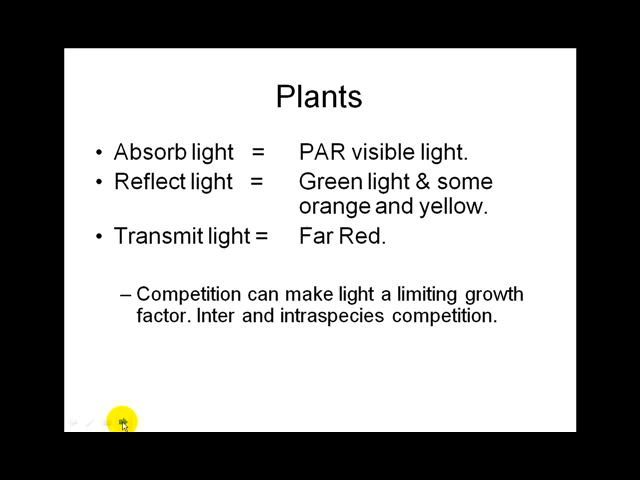 Plants
• Absorb light = PAR visible light.
• Reflect light = Green light & some
orange and yellow.
• Transmit light = Far Red.
– Competition can make light a limiting growth
factor. Inter and intraspecies competition.